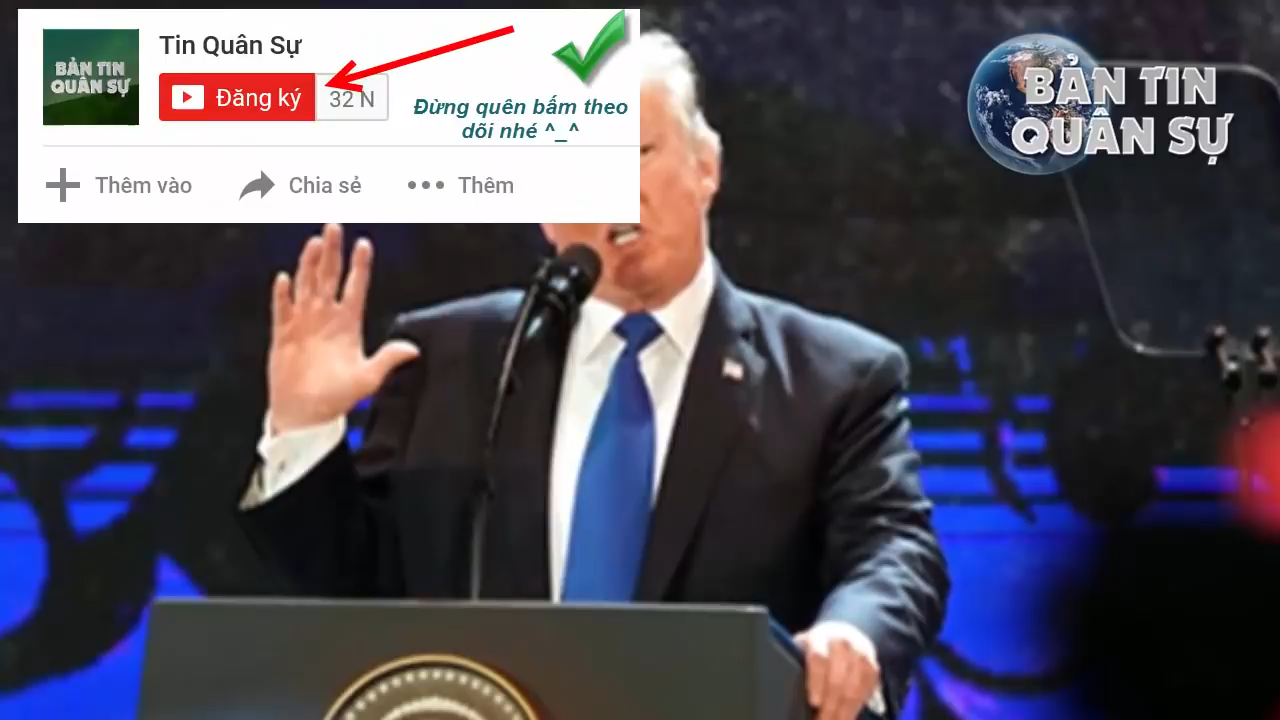 Tin Quân Sự
BẢN TIN
QUÂN SỰ
Đăng ký
32 N
Đừng quên bấm theo
dõi nhé ^_^
Thêm vào
Chia sẻ
Thêm
BẢN TIN
QUÂN SỰ